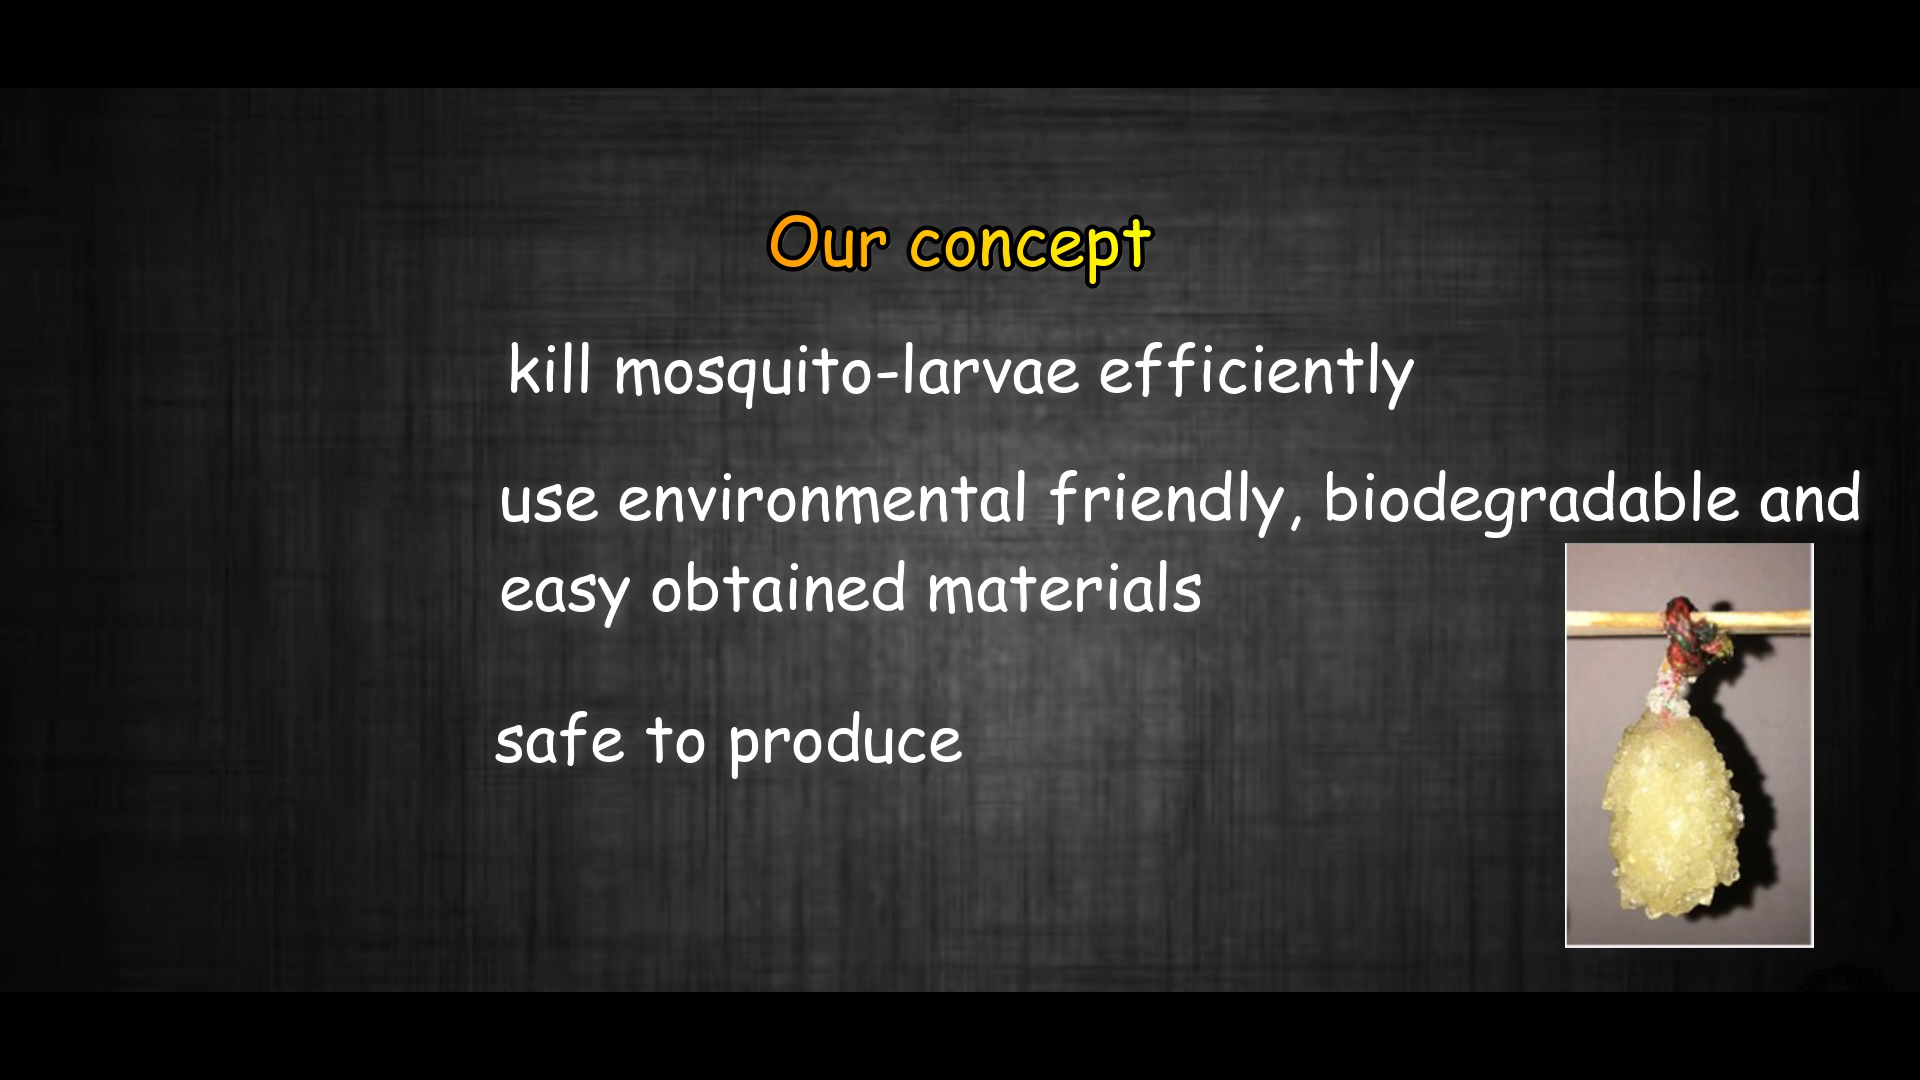 Our concept
kill mosquito-larvae efficiently
use environmental friendly, biodegradable and
easy obtained materials
safe to produce